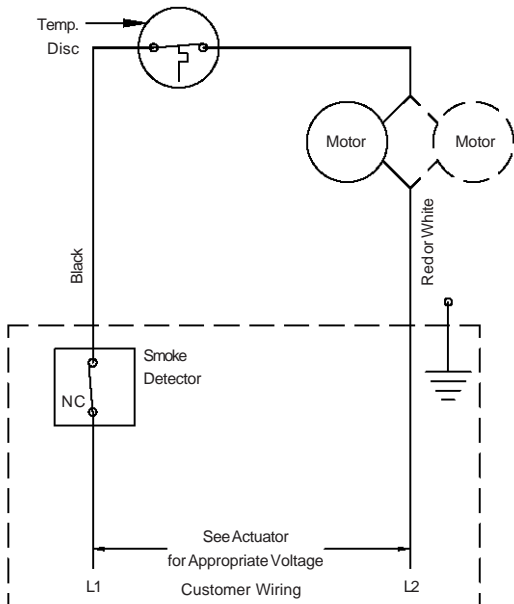 Temp.
Disc
Motor
Motor
Black
Red or White
Smoke
Detector
NC
See Actuator
for Appropriate Voltage
L1
Customer Wiring
L2